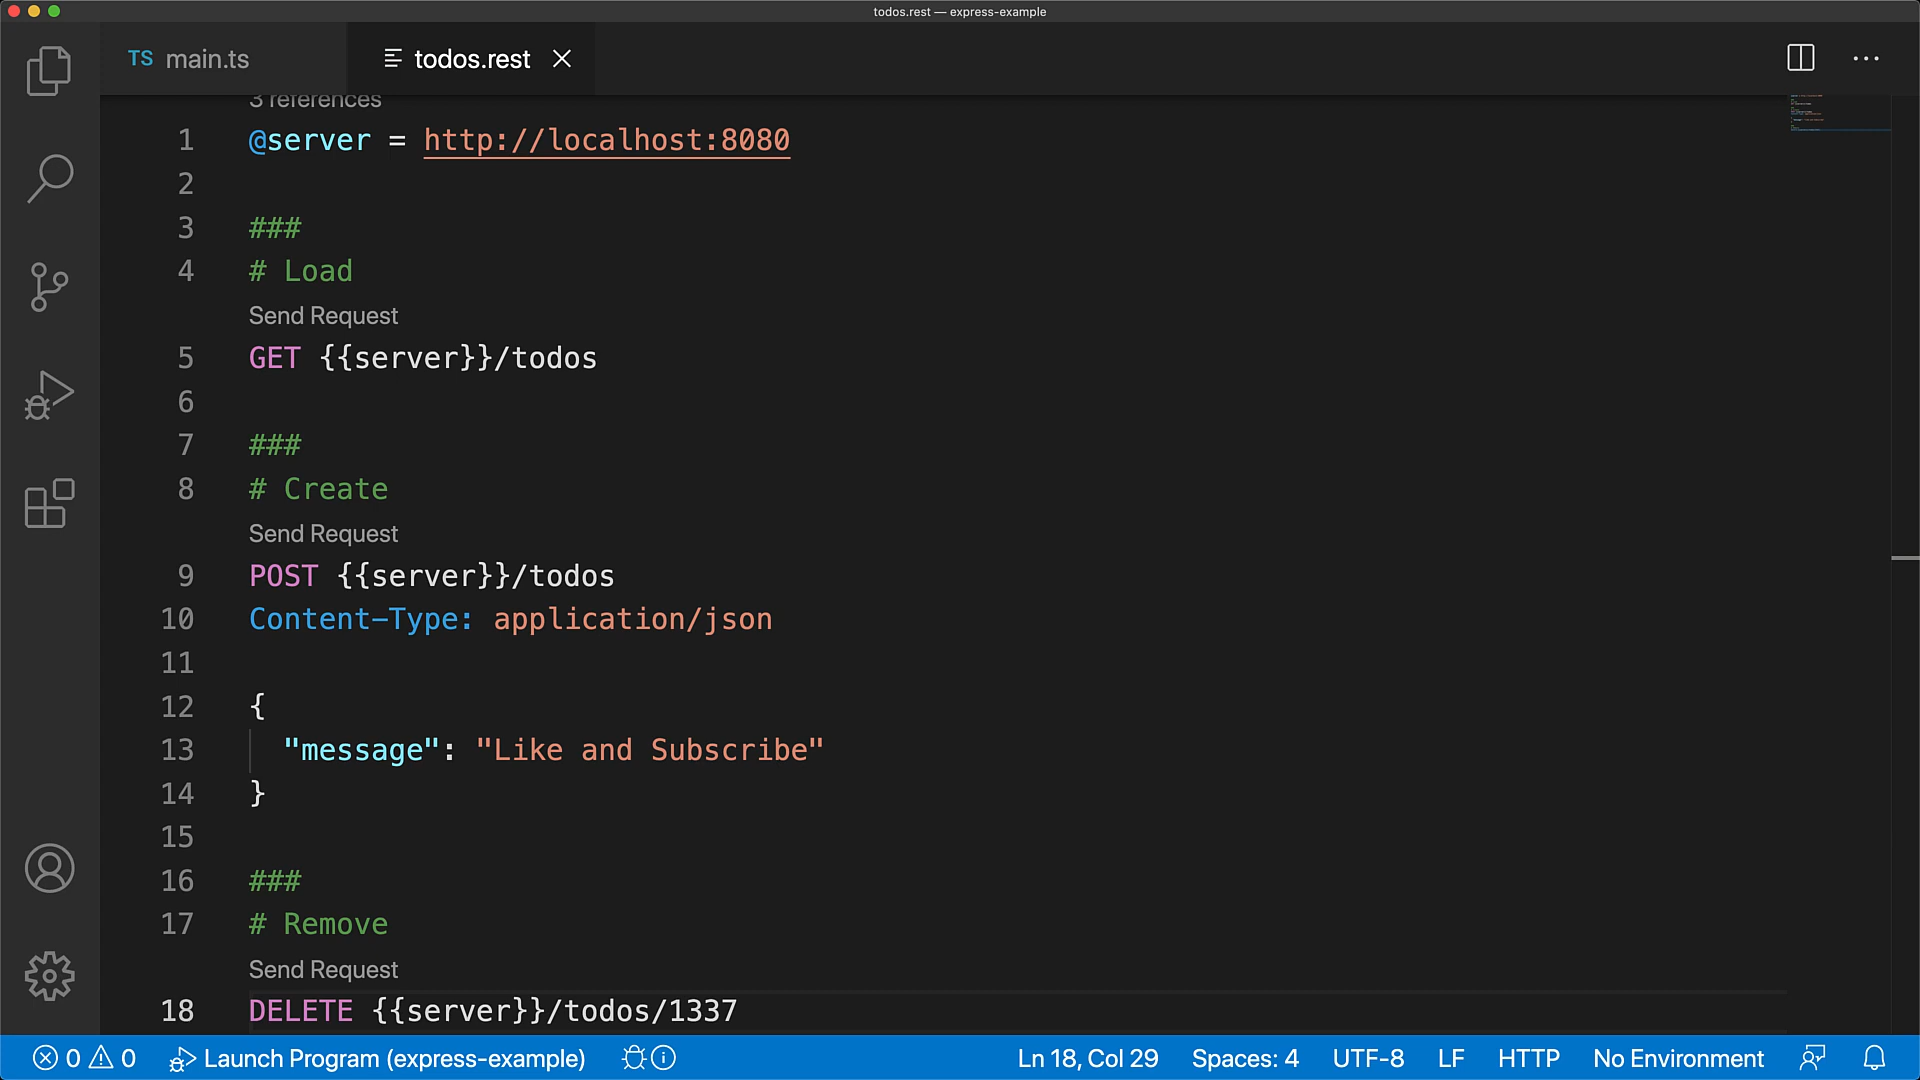 todos.rest — express-example
TS main.ts
todos.rest
3 references
1 @server = http://localhost:8080
2
3 ###
4 # Load
Send Request
5 GET {{server}}/todos
6
7 ###
8 # Create
Send Request
9 POST {{server}}/todos
10 Content-Type: application/json
11
12 {
13 "message": "Like and Subscribe"
14 }
15
16 ###
17 # Remove
Send Request
18 DELETE {{server}}/todos/1337
0 0 Launch Program (express-example) Ln 18, Col 29 Spaces: 4 UTF-8 LF HTTP No Environment